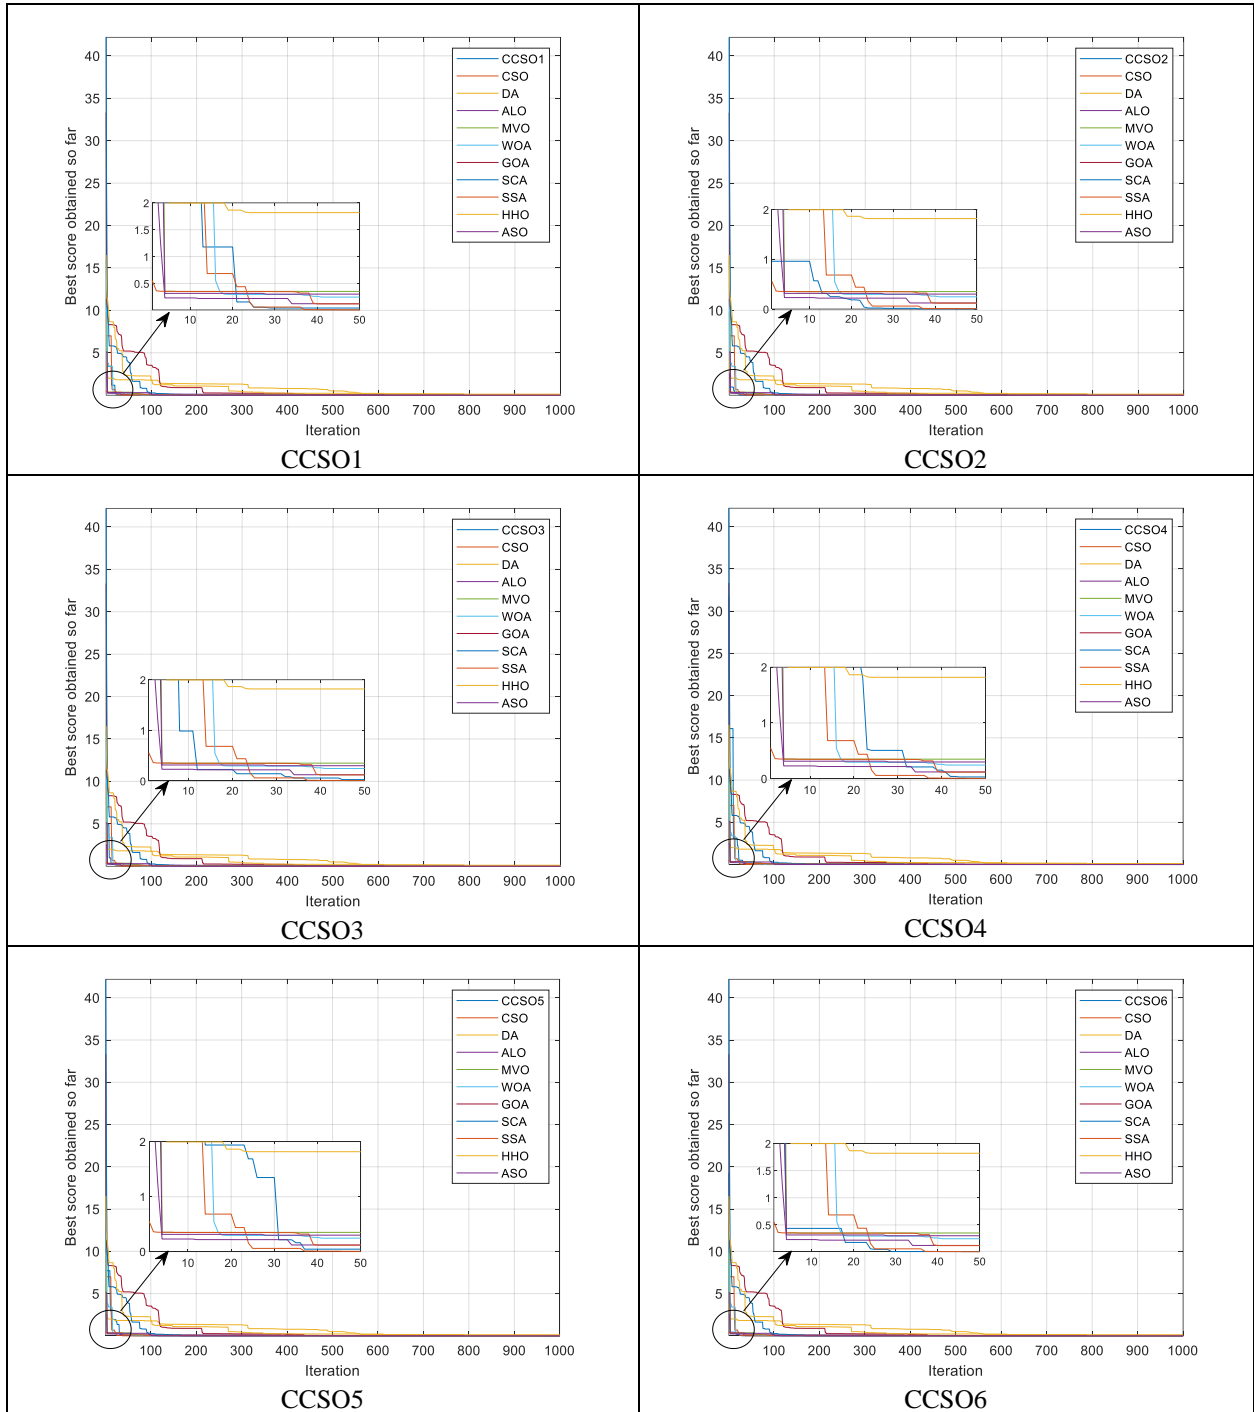 40
35
30
25
20
15
10
5
Best score obtained so far
CCSO1
CSO
DA
ALO
MVO
WOA
GOA
SCA
SSA
HHO
ASO
2
1.5
1
0.5
10 20 30 40 50
100 200 300 400 500 600 700 800 900 1000
Iteration
CCSO1
40
35
30
25
20
15
10
5
Best score obtained so far
CCSO2
CSO
DA
ALO
MVO
WOA
GOA
SCA
SSA
HHO
ASO
2
1
0
10 20 30 40 50
100 200 300 400 500 600 700 800 900 1000
Iteration
CCSO2
40
35
30
25
20
15
10
5
Best score obtained so far
CCSO3
CSO
DA
ALO
MVO
WOA
GOA
SCA
SSA
HHO
ASO
2
1
0
10 20 30 40 50
100 200 300 400 500 600 700 800 900 1000
Iteration
CCSO3
40
35
30
25
20
15
10
5
Best score obtained so far
CCSO4
CSO
DA
ALO
MVO
WOA
GOA
SCA
SSA
HHO
ASO
2
1
0
10 20 30 40 50
100 200 300 400 500 600 700 800 900 1000
Iteration
CCSO4
40
35
30
25
20
15
10
5
Best score obtained so far
CCSO5
CSO
DA
ALO
MVO
WOA
GOA
SCA
SSA
HHO
ASO
2
1
0
10 20 30 40 50
100 200 300 400 500 600 700 800 900 1000
Iteration
CCSO5
40
35
30
25
20
15
10
5
Best score obtained so far
CCSO6
CSO
DA
ALO
MVO
WOA
GOA
SCA
SSA
HHO
ASO
2
1.5
1
0.5
10 20 30 40 50
100 200 300 400 500 600 700 800 900 1000
Iteration
CCSO6